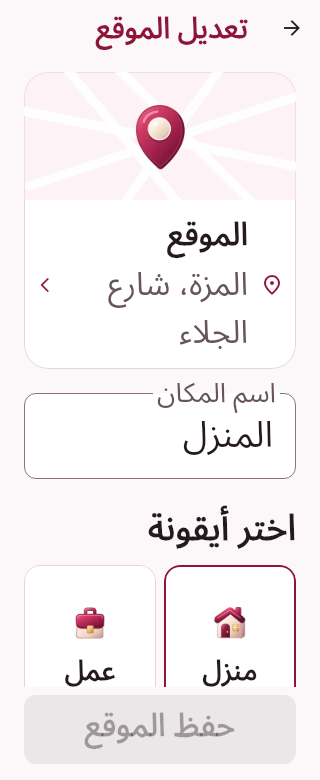 تعديل الموقع
الموقع
المزة، شارع
الجلاء
اسم المكان
المنزل
اختر أيقونة
منزل
عمل
حفظ الموقع